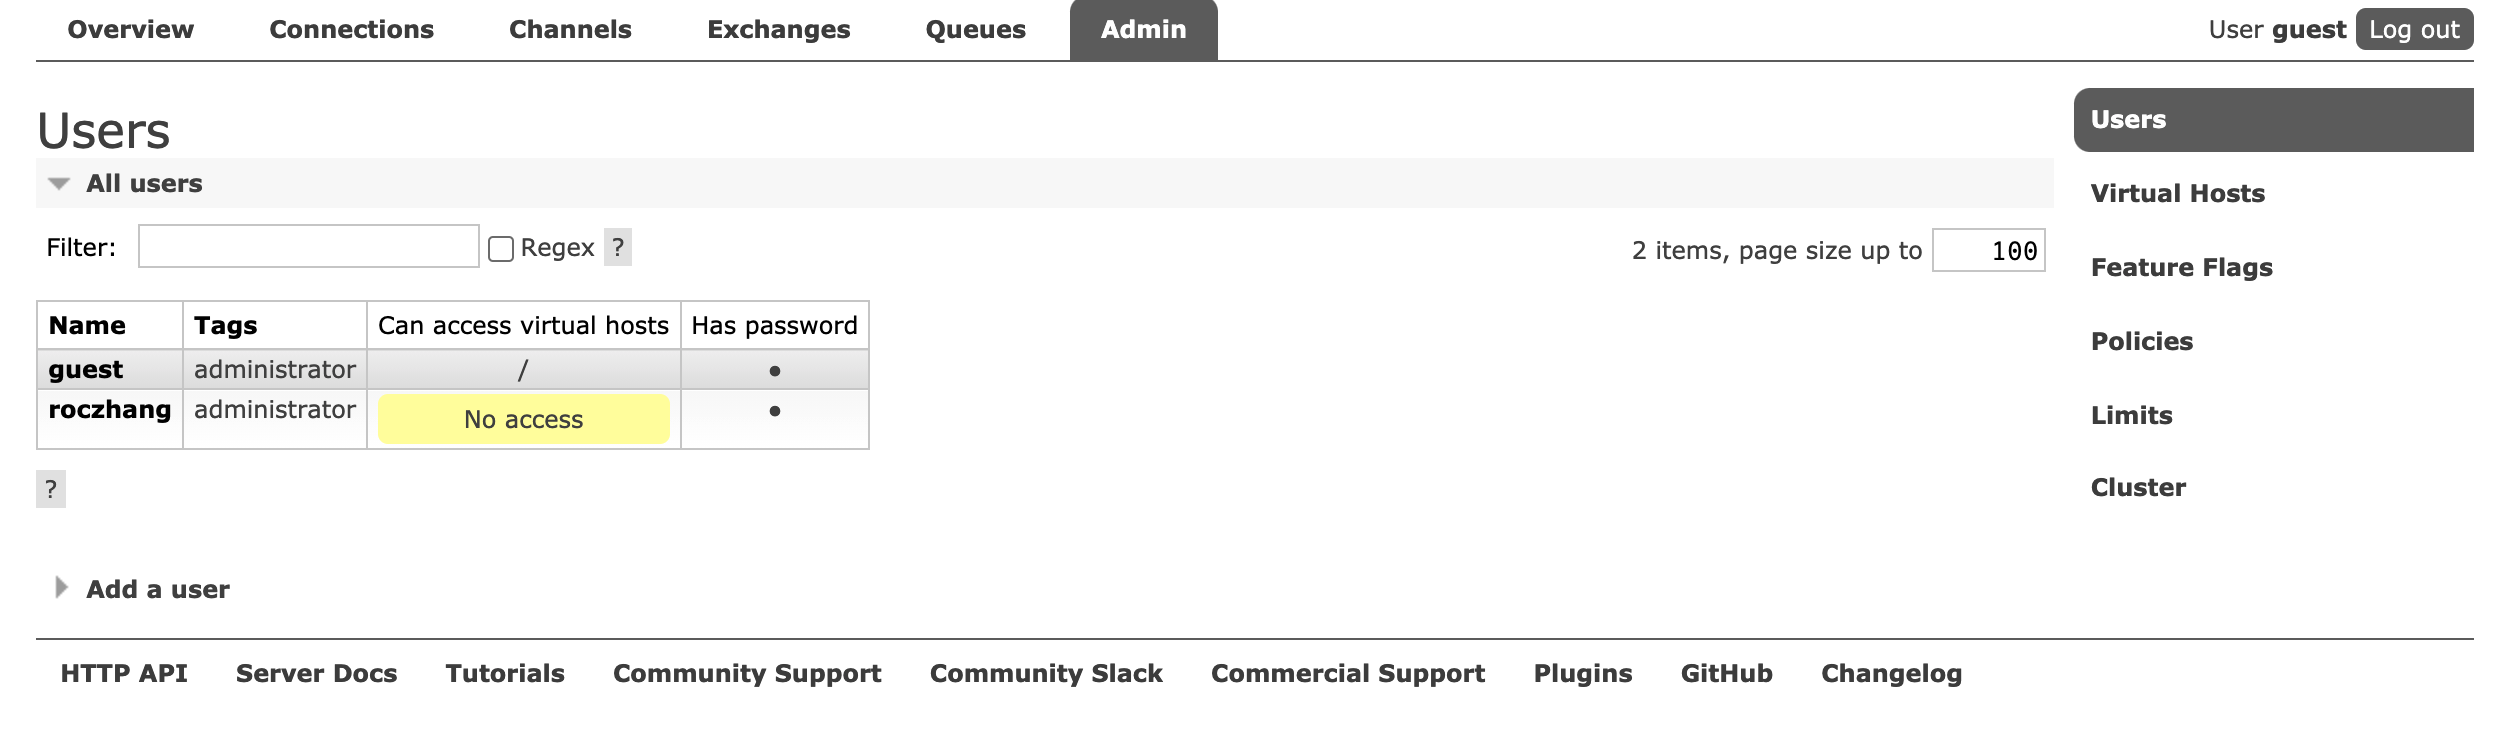 Overview Connections Channels Exchanges Queues Admin User guest Log out
Users
All users
Filter: Regex ? 2 items, page size up to 100
Name Tags Can access virtual hosts Has password
guest administrator / ●
roczhang administrator No access ●
?
Add a user
Users
Virtual Hosts
Feature Flags
Policies
Limits
Cluster
HTTP API Server Docs Tutorials Community Support Community Slack Commercial Support Plugins GitHub Changelog